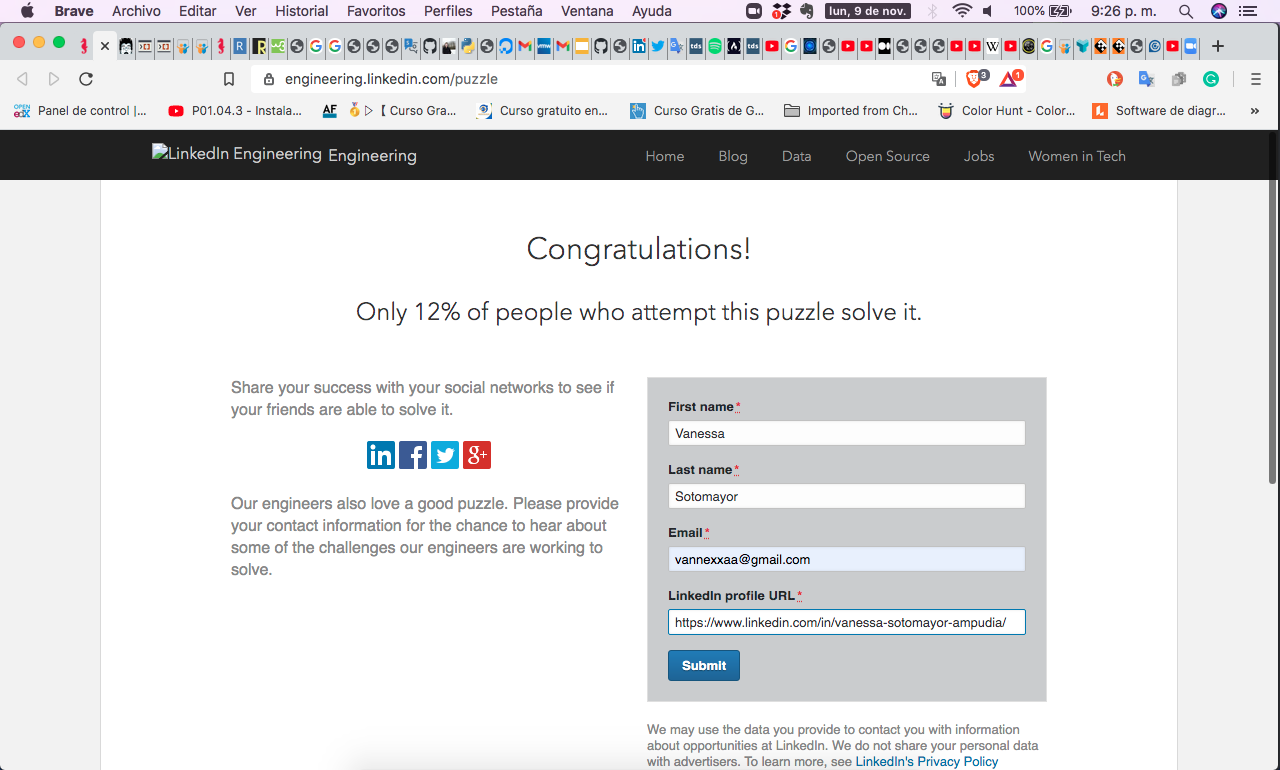 Brave Archivo Editar Ver Historial Favoritos Perfiles Pestaña Ventana Ayuda lun, 9 de nov. 100% 9:26 p. m.
engineering.linkedin.com/puzzle 3 1
Panel de control |... P01.04.3 - Instala... AF 【 Curso Gra... Curso gratuito en... Curso Gratis de G... Imported from Ch... Color Hunt - Color... Software de diagr... »
LinkedIn Engineering Engineering Home Blog Data Open Source Jobs Women in Tech
Congratulations!
Only 12% of people who attempt this puzzle solve it.
Share your success with your social networks to see if
your friends are able to solve it.
in f g+
Our engineers also love a good puzzle. Please provide
your contact information for the chance to hear about
some of the challenges our engineers are working to
solve.
First name*
Vanessa
Last name*
Sotomayor
Email*
vannexxaa@gmail.com
LinkedIn profile URL*
https://www.linkedin.com/in/vanessa-sotomayor-ampudia/
Submit
We may use the data you provide to contact you with information
about opportunities at LinkedIn. We do not share your personal data
with advertisers. To learn more, see LinkedIn's Privacy Policy